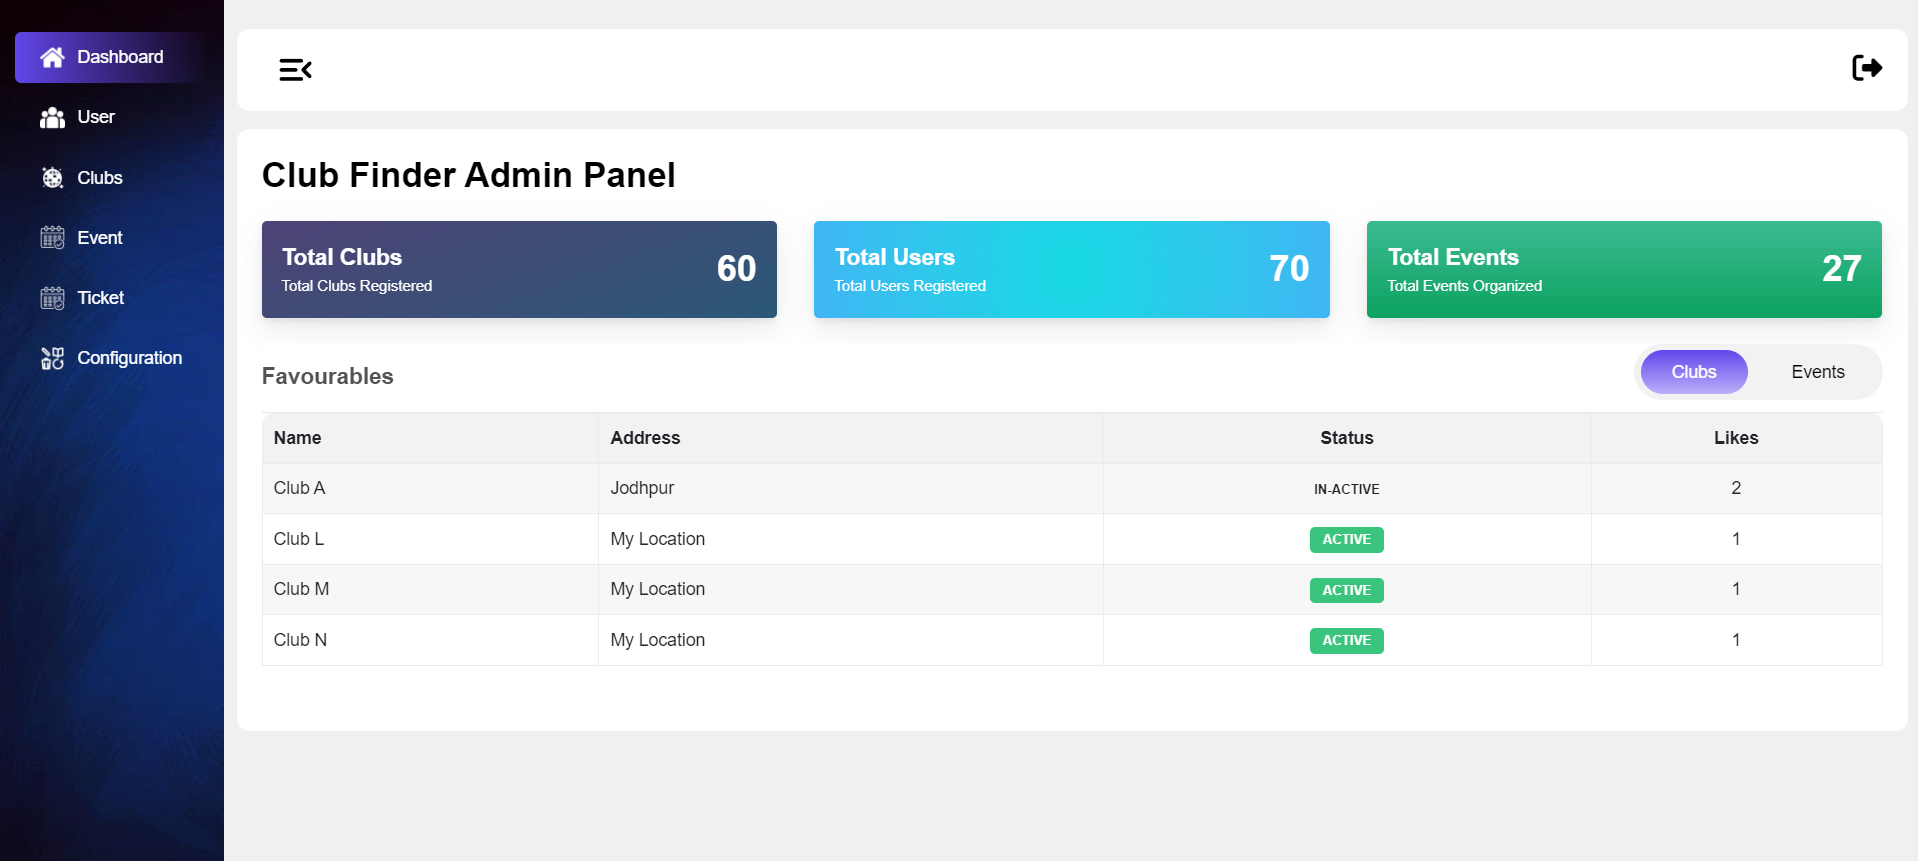 Dashboard
User
Clubs
Event
Ticket
Configuration
Club Finder Admin Panel
Total Clubs
Total Clubs Registered
60
Total Users
Total Users Registered
70
Total Events
Total Events Organized
27
Favourables
Clubs Events
Name Address Status Likes
Club A Jodhpur IN-ACTIVE 2
Club L My Location ACTIVE 1
Club M My Location ACTIVE 1
Club N My Location ACTIVE 1